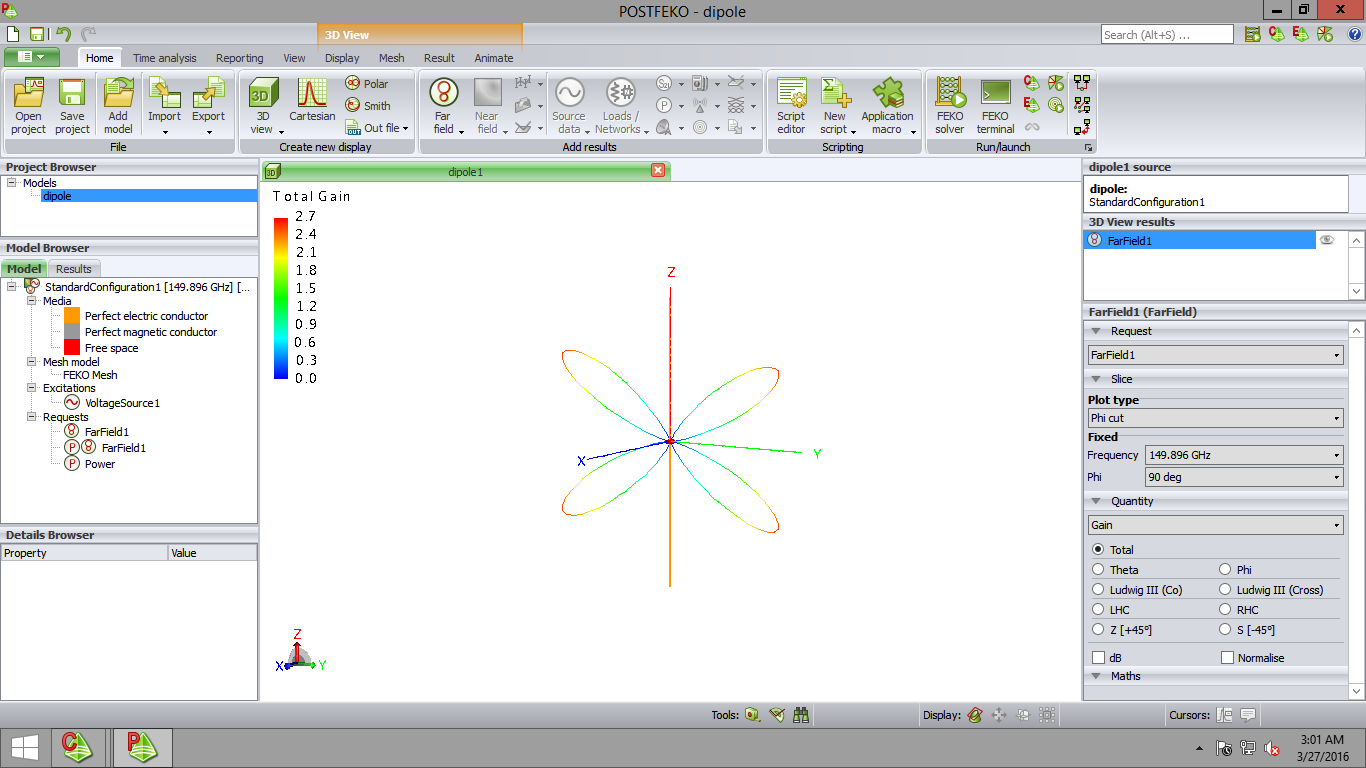 POSTFEKO - dipole
3D View
Search (Alt+S) ...
Home Time analysis Reporting View Display Mesh Result Animate
Open project
Save project
Add model
Import
Export
File
3D view
Cartesian
Polar
Smith
Out file
Create new display
Far field
Near field
Source data
Loads / Networks
Add results
Script editor
New script
Application macro
Scripting
FEKO solver
FEKO terminal
Run/launch
Project Browser
Models
dipole
Model Browser
Model Results
StandardConfiguration1 [149.896 GHz] [...
Media
Perfect electric conductor
Perfect magnetic conductor
Free space
Mesh model
FEKO Mesh
Excitations
VoltageSource1
Requests
FarField1
P FarField1
P Power
Details Browser
Property Value
3D dipole1
Total Gain
2.7
2.4
2.1
1.8
1.5
1.2
0.9
0.6
0.3
0.0
Z
X
Y
Z
X Y
dipole1 source
dipole:
StandardConfiguration1
3D View results
FarField1
FarField1 (FarField)
Request
FarField1
Slice
Plot type
Phi cut
Fixed
Frequency 149.896 GHz
Phi 90 deg
Quantity
Gain
Total
Theta Phi
Ludwig III (Co) Ludwig III (Cross)
LHC RHC
Z [+45°] S [-45°]
dB Normalise
Maths
Tools: Display: Cursors:
3:01 AM
3/27/2016